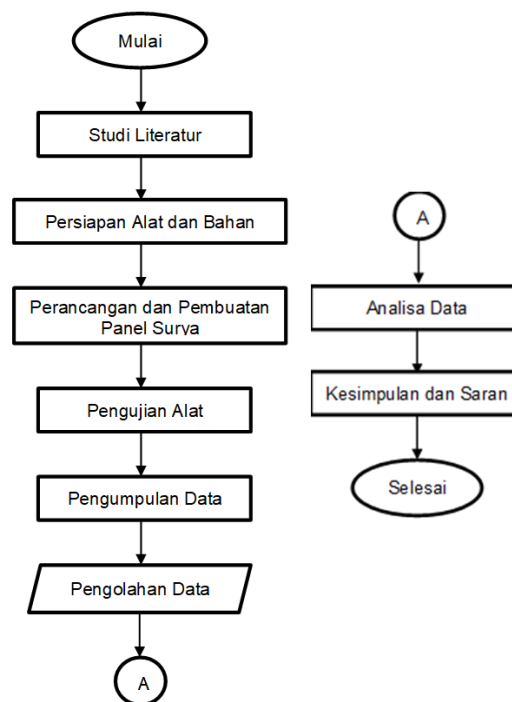 Mulai
Studi Literatur
Persiapan Alat dan Bahan
Perancangan dan Pembuatan
Panel Surya
Pengujian Alat
Pengumpulan Data
Pengolahan Data
A
A
Analisa Data
Kesimpulan dan Saran
Selesai